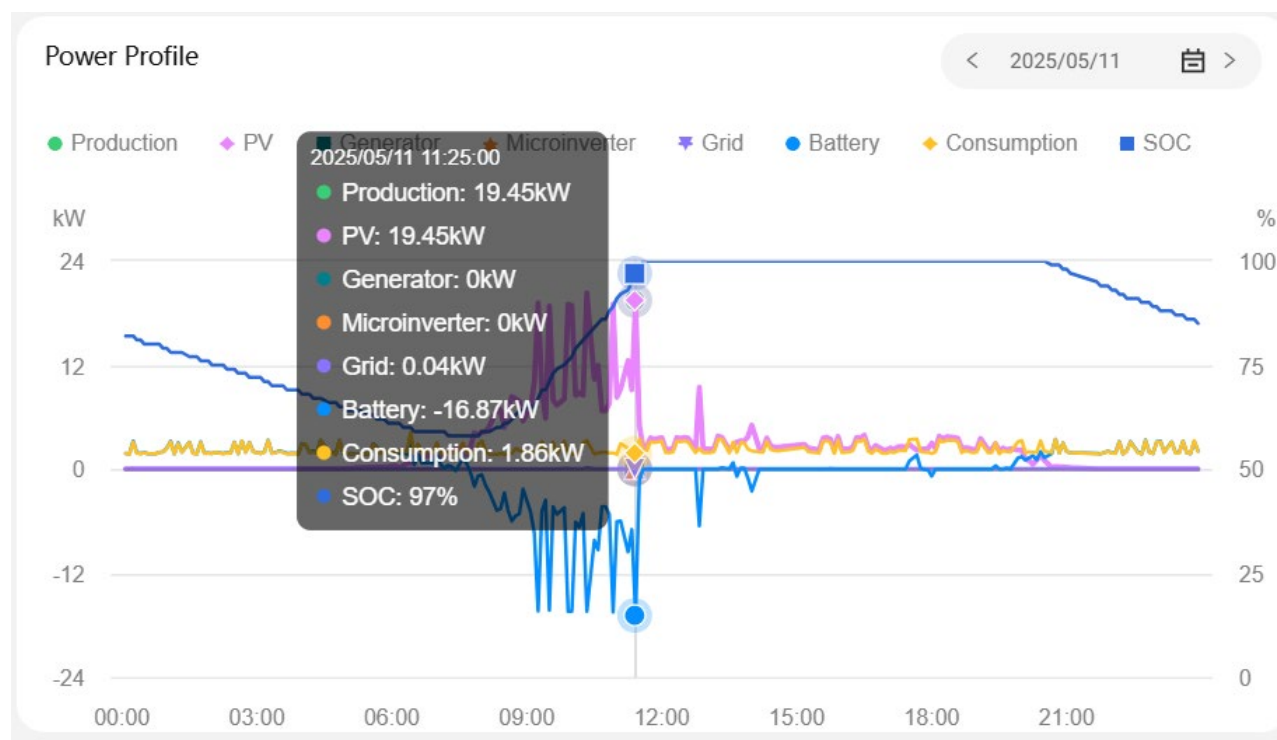 Power Profile
< 2025/05/11 >
Production PV Generator Microinverter Grid Battery Consumption SOC
2025/05/11 11:25:00
Production: 19.45kW
PV: 19.45kW
Generator: 0kW
Microinverter: 0kW
Grid: 0.04kW
Battery: -16.87kW
Consumption: 1.86kW
SOC: 97%
kW %
24 100
12 75
0 50
-12 25
-24 0
00:00 03:00 06:00 09:00 12:00 15:00 18:00 21:00